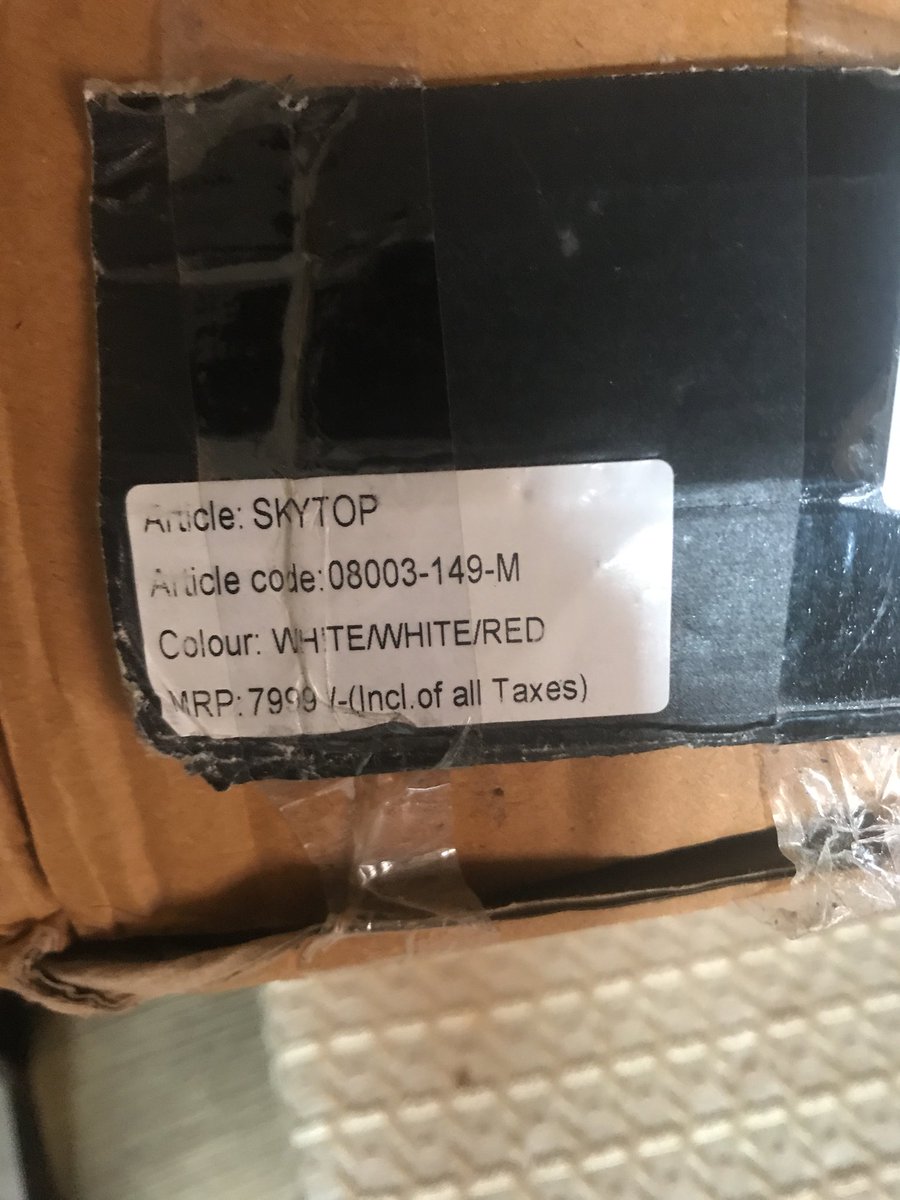 Article: SKYTOP
Article code:08003-149-M
Colour: WHITE/WHITE/RED
MRP: 7999 /-(Incl.of all Taxes)